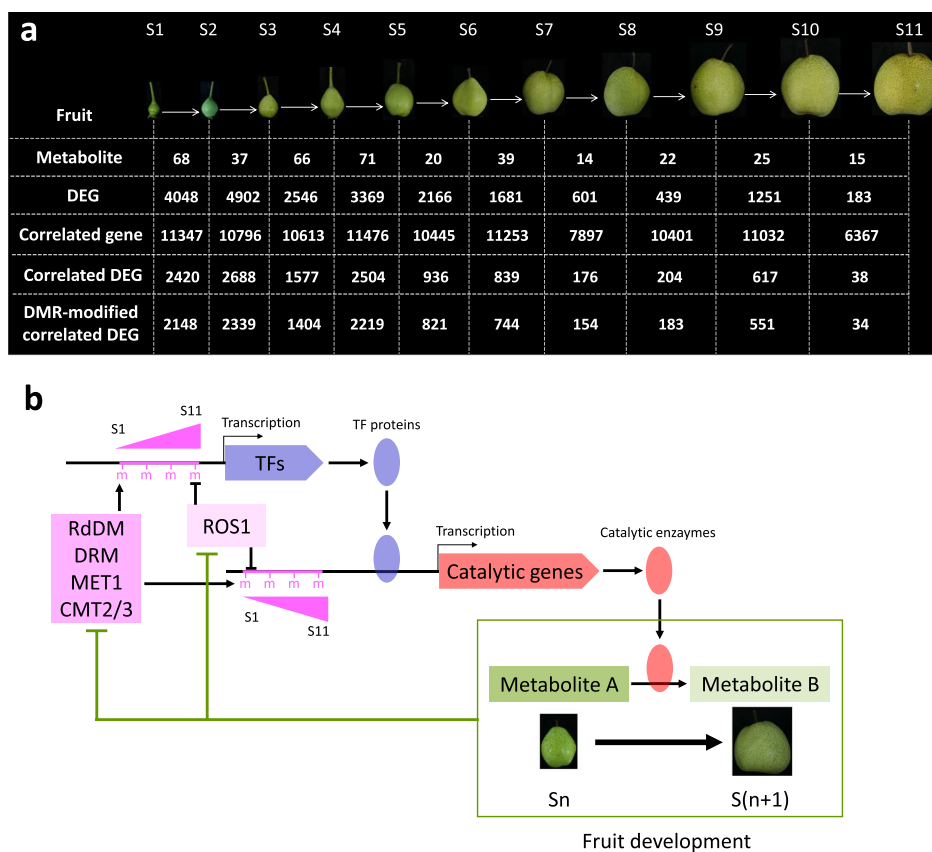 a
S1 S2 S3 S4 S5 S6 S7 S8 S9 S10 S11
Fruit
Metabolite 68 37 66 71 20 39 14 22 25 15
DEG 4048 4902 2546 3369 2166 1681 601 439 1251 183
Correlated gene 11347 10796 10613 11476 10445 11253 7897 10401 11032 6367
Correlated DEG 2420 2688 1577 2504 936 839 176 204 617 38
DMR-modified
correlated DEG 2148 2339 1404 2219 821 744 154 183 551 34
b
S1 S11
Transcription
TF proteins
TFs
m m m m
RdDM
DRM
MET1
CMT2/3
ROS1
Transcription
Catalytic enzymes
Catalytic genes
m m m m
S1 S11
Metabolite A Metabolite B
Sn S(n+1)
Fruit development